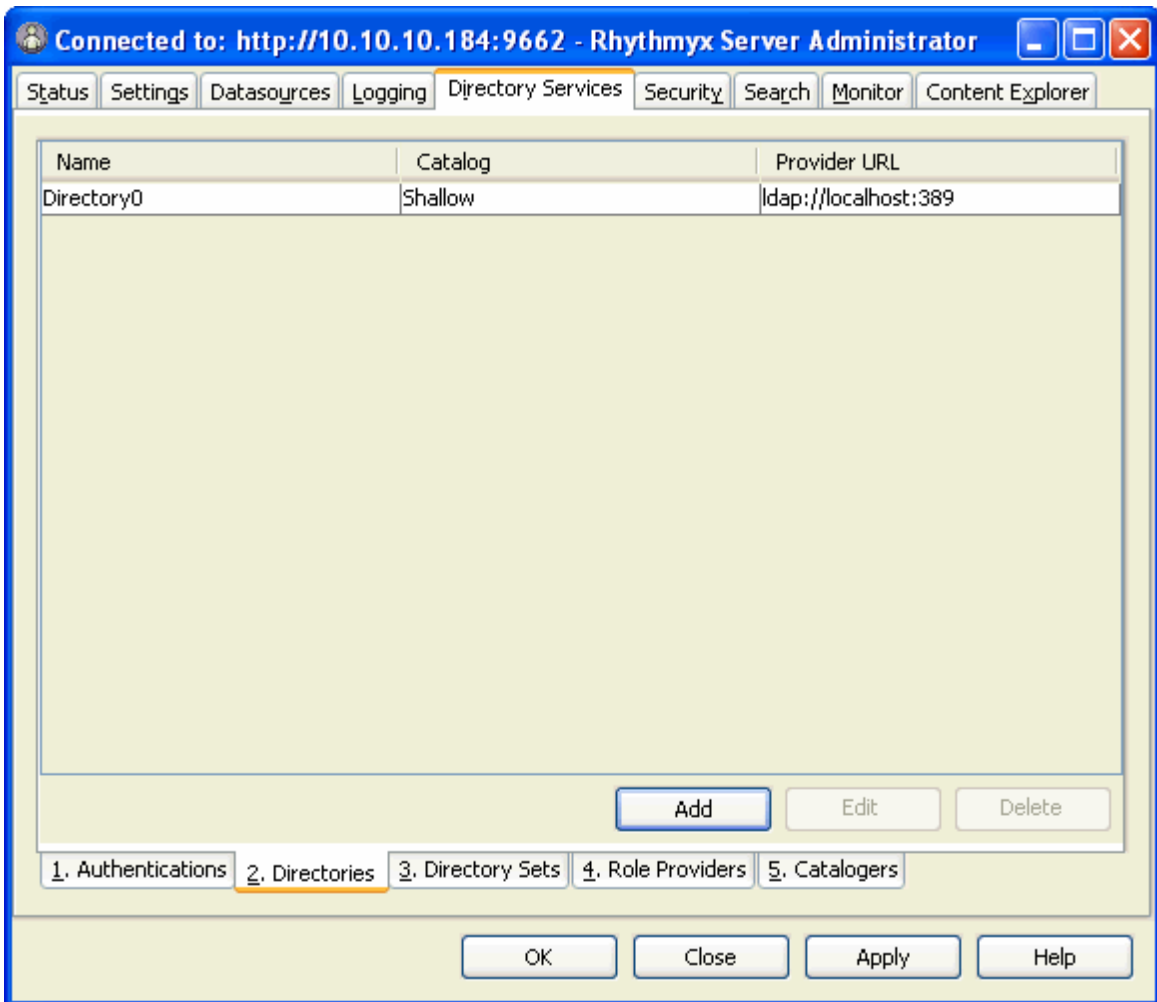 Connected to: http://10.10.10.184:9662 - Rhythmyx Server Administrator
Status Settings Datasources Logging Directory Services Security Search Monitor Content Explorer
Name Catalog Provider URL
Directory0 Shallow ldap://localhost:389
Add Edit Delete
1. Authentications 2. Directories 3. Directory Sets 4. Role Providers 5. Catalogers
OK Close Apply Help